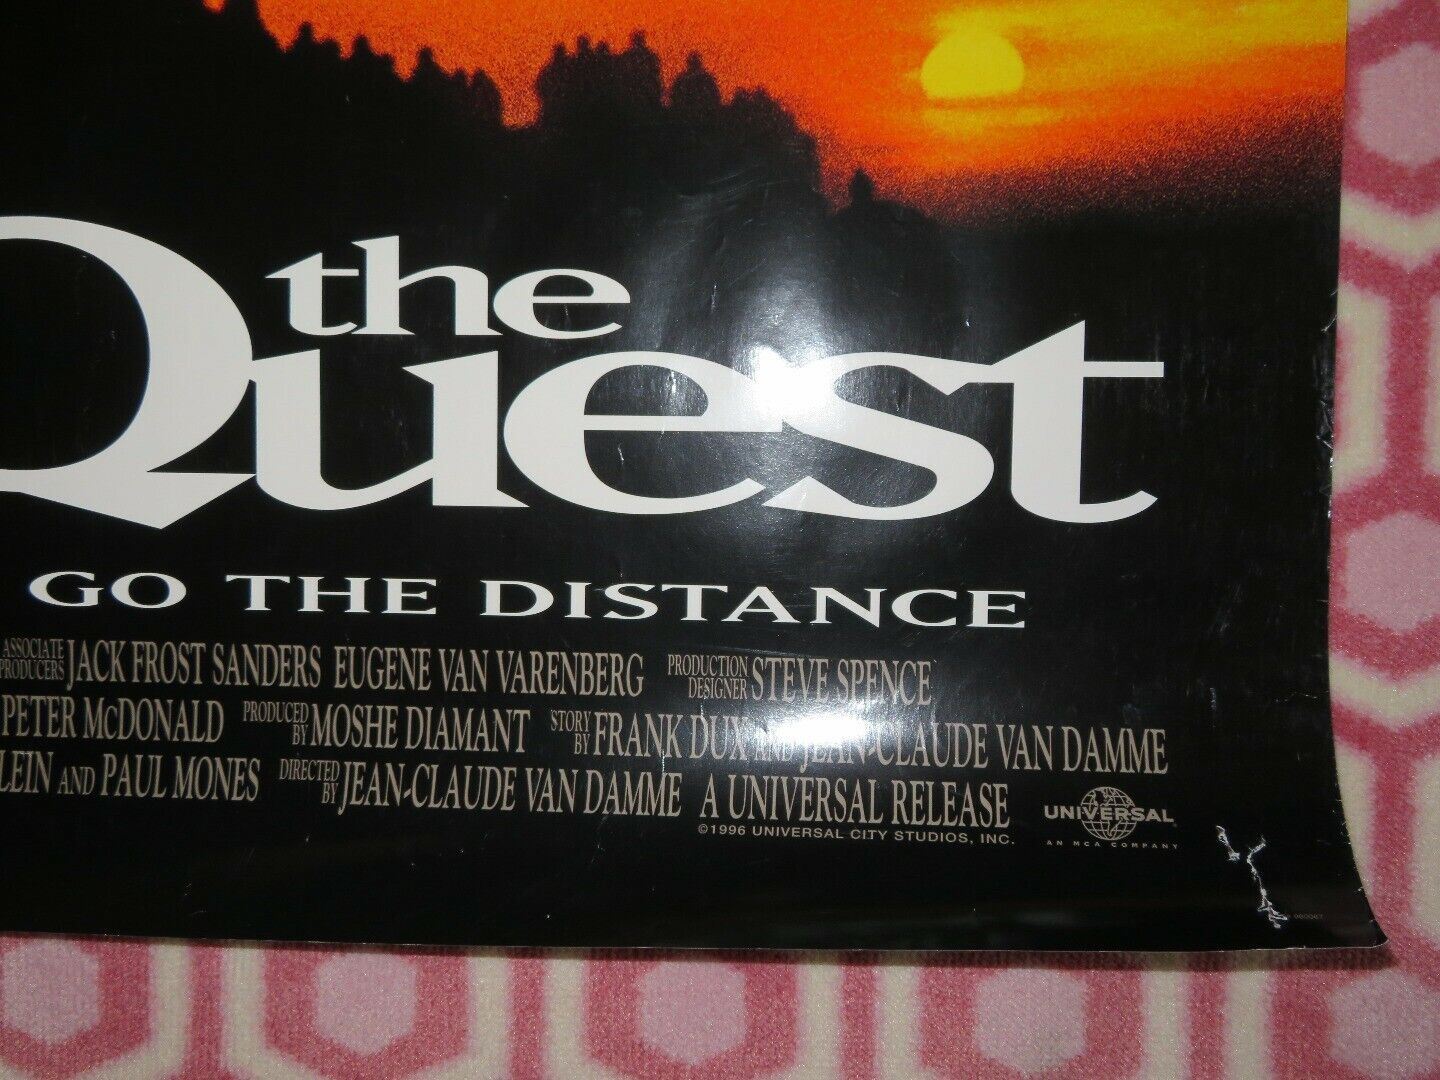 the
Quest
GO THE DISTANCE
ASSOCIATE PRODUCERS JACK FROST SANDERS EUGENE VAN VARENBERG PRODUCTION DESIGNER STEVE SPENCE
PETER McDONALD PRODUCED BY MOSHE DIAMANT STORY BY FRANK DUX AND JEAN-CLAUDE VAN DAMME
LEIN AND PAUL MONES DIRECTED BY JEAN-CLAUDE VAN DAMME A UNIVERSAL RELEASE
©1996 UNIVERSAL CITY STUDIOS, INC.
UNIVERSAL
AN MCA COMPANY